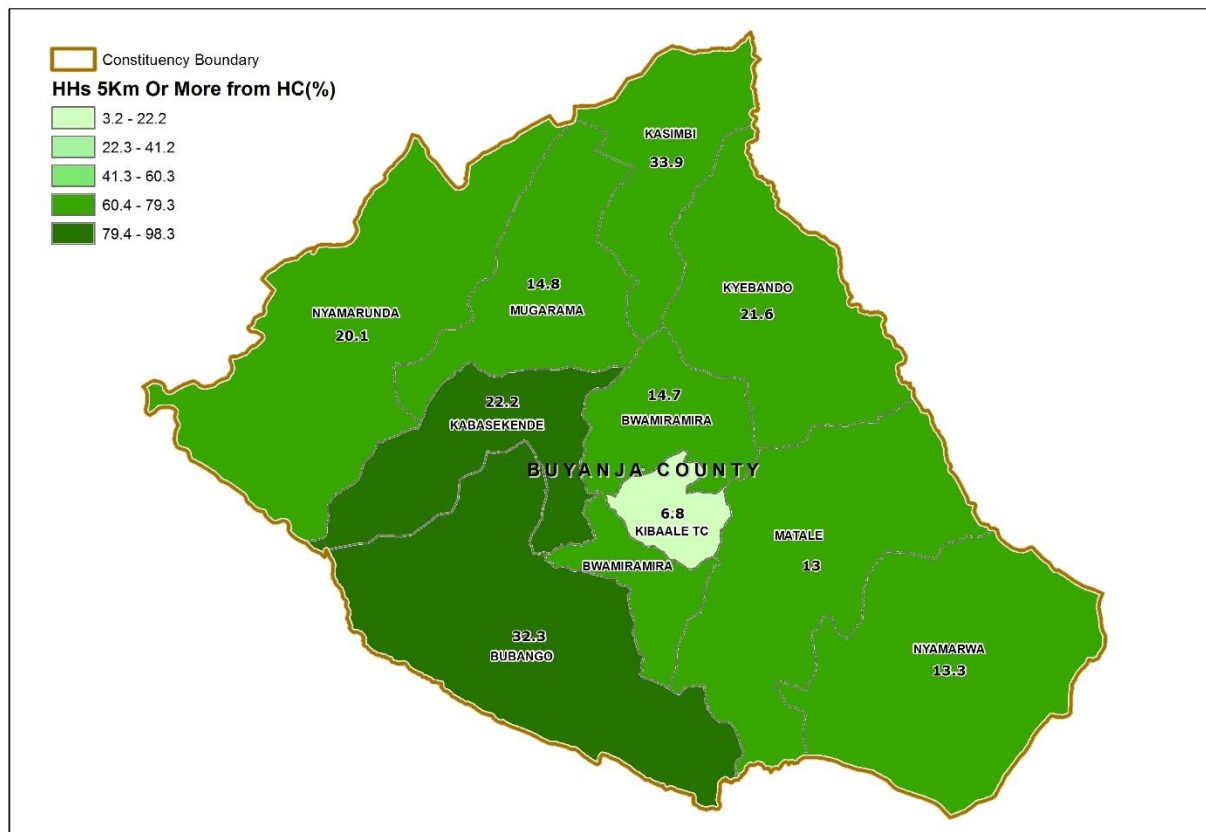 Constituency Boundary
HHs 5Km Or More from HC(%)
3.2 - 22.2
22.3 - 41.2
41.3 - 60.3
60.4 - 79.3
79.4 - 98.3
KASIMBI
33.9
KYEBANDO
21.6
14.8
MUGARAMA
NYAMARUNDA
20.1
22.2
KABASEKENDE
14.7
BWAMIRAMIRA
BUYANJA COUNTY
6.8
KIBAALE TC
MATALE
13
BWAMIRAMIRA
32.3
BUBANGO
NYAMARWA
13.3